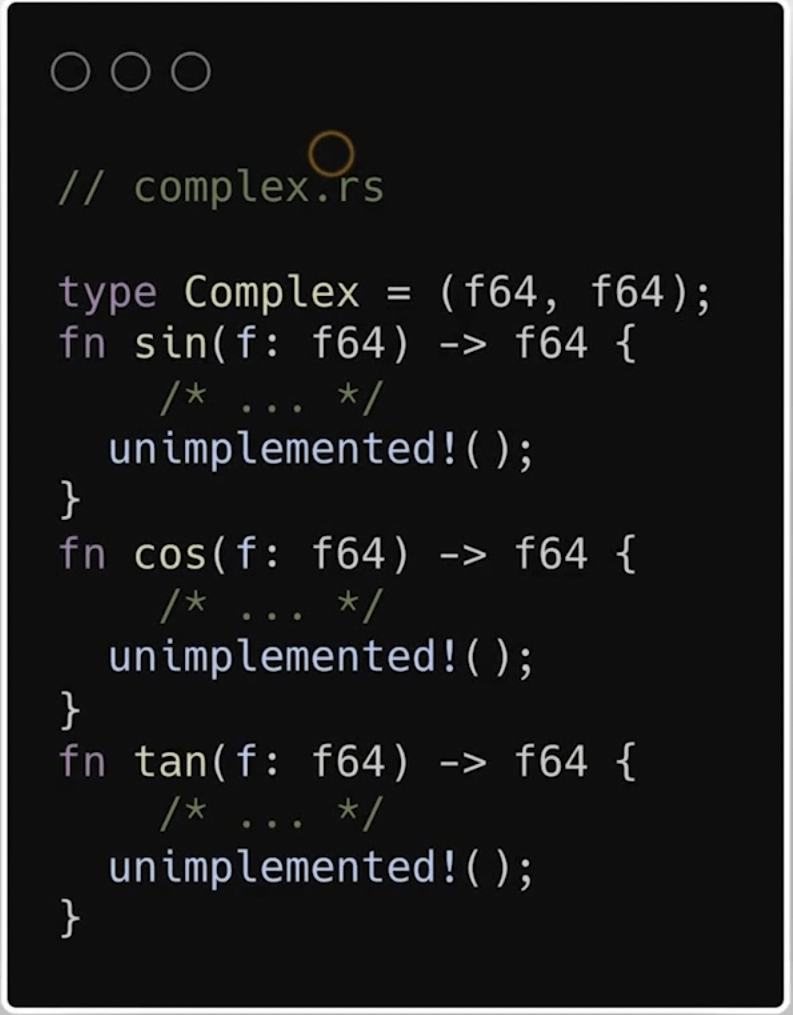 // complex.rs
type Complex = (f64, f64);
fn sin(f: f64) -> f64 {
/* ... */
unimplemented!();
}
fn cos(f: f64) -> f64 {
/* ... */
unimplemented!();
}
fn tan(f: f64) -> f64 {
/* ... */
unimplemented!();
}